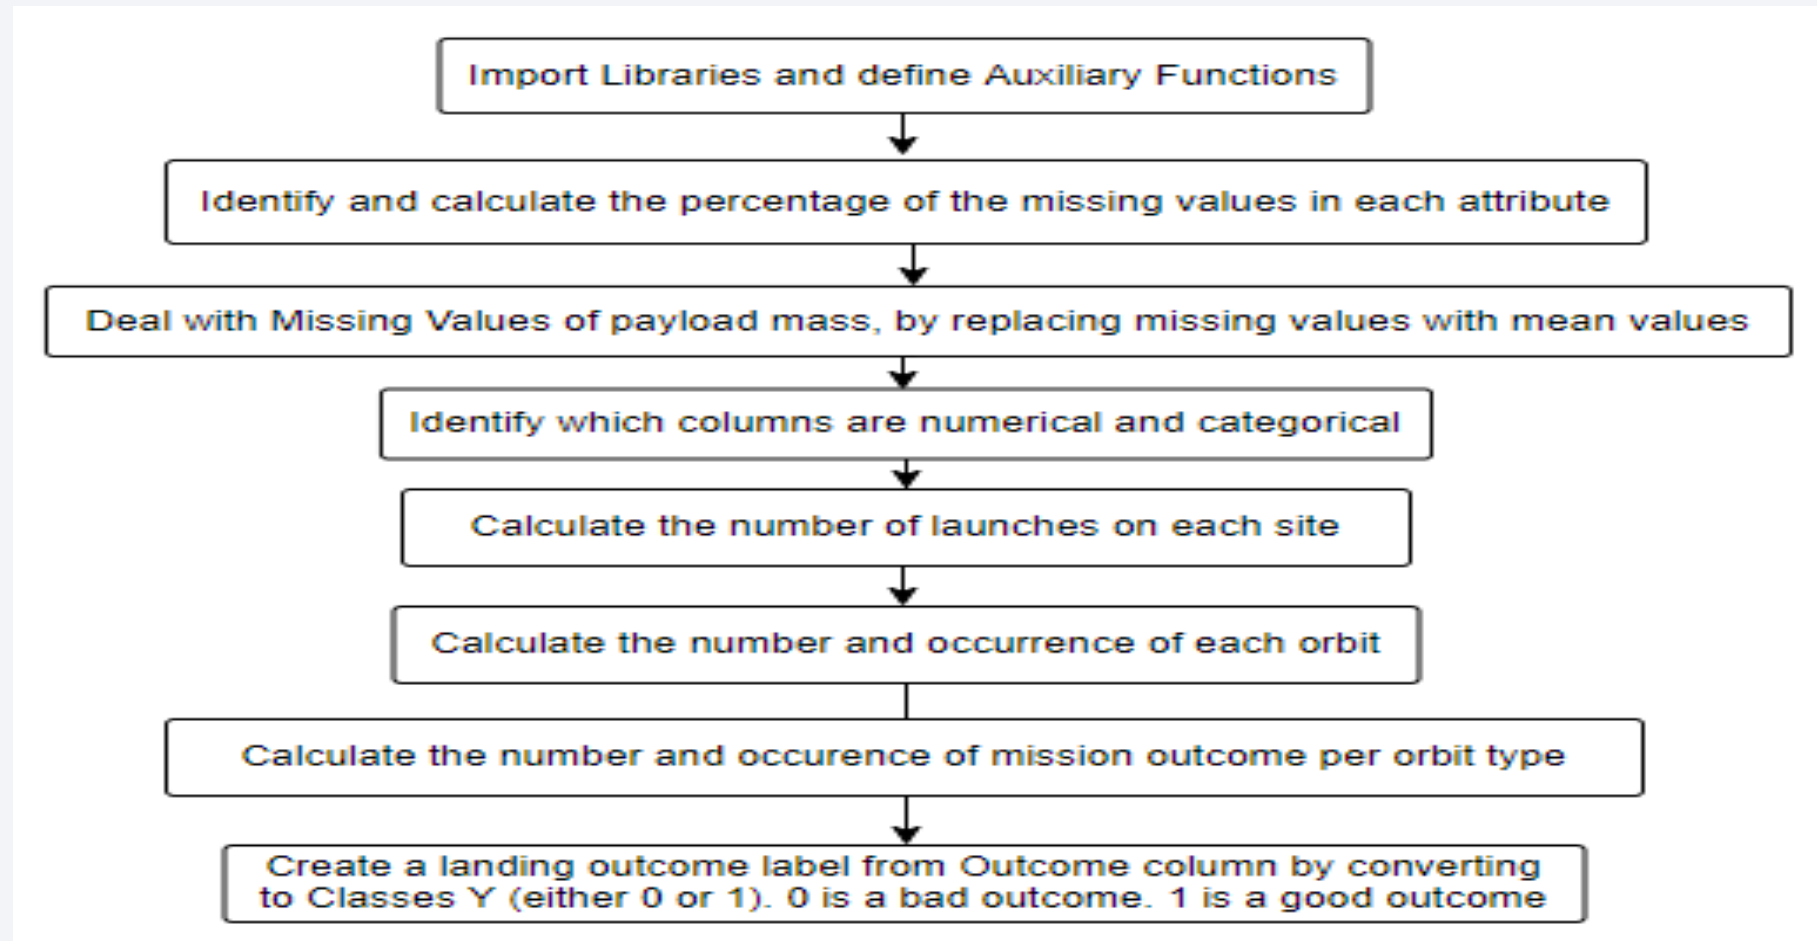 Import Libraries and define Auxiliary Functions
Identify and calculate the percentage of the missing values in each attribute
Deal with Missing Values of payload mass, by replacing missing values with mean values
Identify which columns are numerical and categorical
Calculate the number of launches on each site
Calculate the number and occurrence of each orbit
Calculate the number and occurence of mission outcome per orbit type
Create a landing outcome label from Outcome column by converting
to Classes Y (either 0 or 1). 0 is a bad outcome. 1 is a good outcome